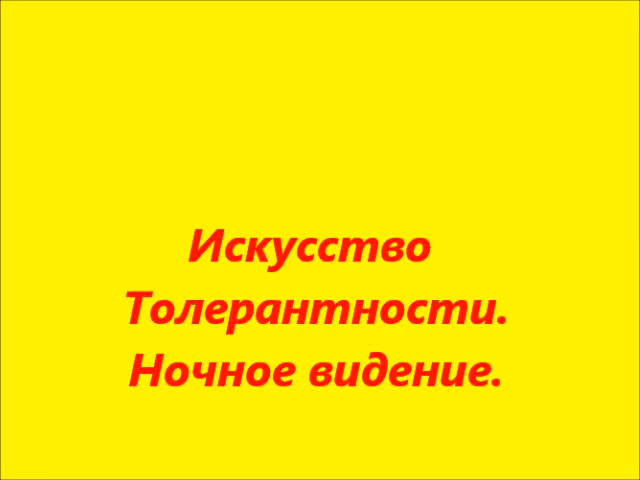 Искусство
Толерантности.
Ночное видение.